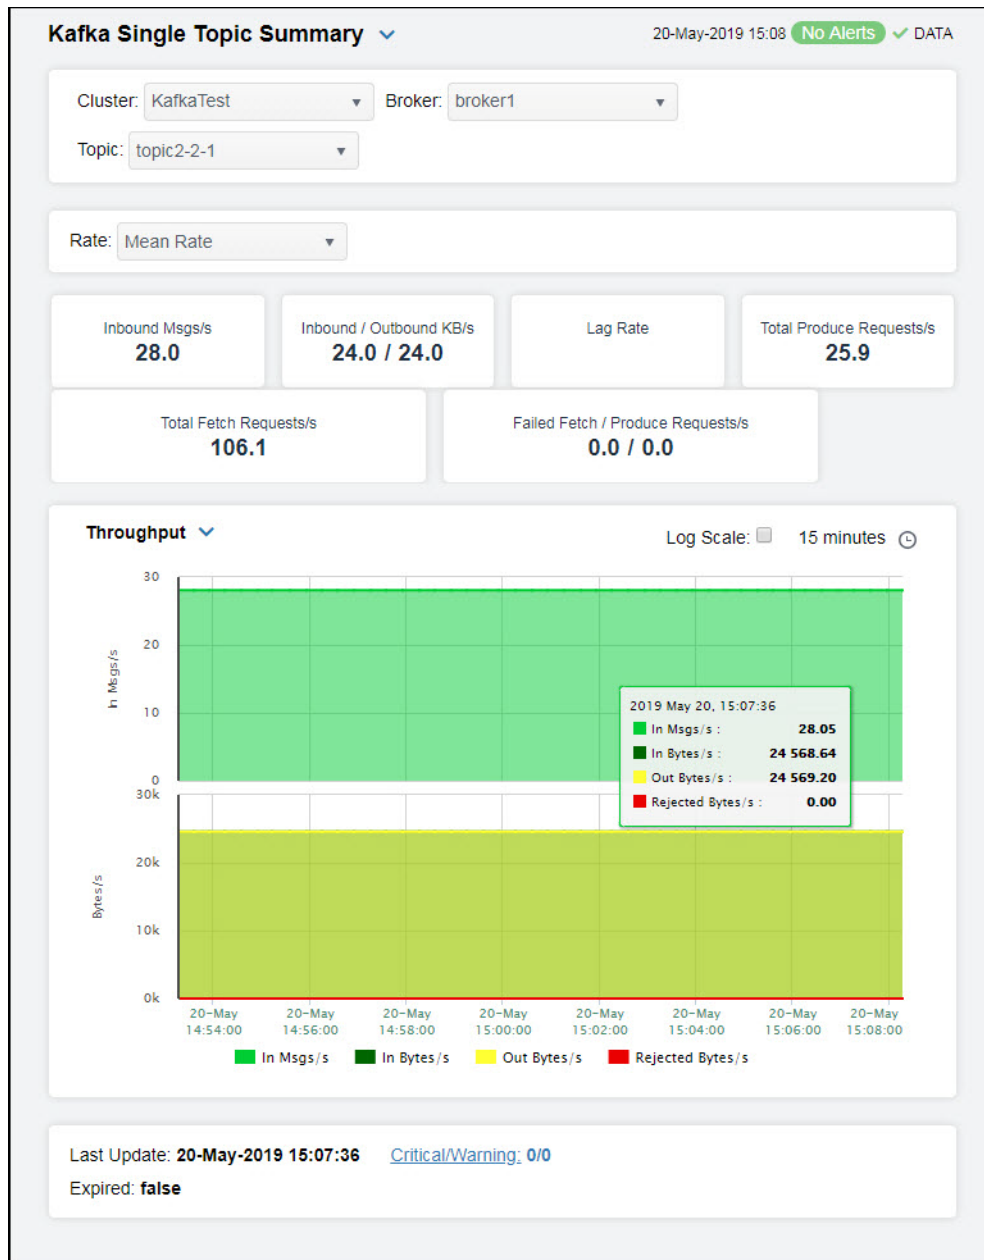 Kafka Single Topic Summary
20-May-2019 15:08 No Alerts DATA
Cluster: KafkaTest Broker: broker1
Topic: topic2-2-1
Rate: Mean Rate
Inbound Msgs/s
28.0
Inbound / Outbound KB/s
24.0 / 24.0
Lag Rate
Total Produce Requests/s
25.9
Total Fetch Requests/s
106.1
Failed Fetch / Produce Requests/s
0.0 / 0.0
Throughput
Log Scale: 15 minutes
30
20
10
0
In Msgs/s
2019 May 20, 15:07:36
In Msgs/s : 28.05
In Bytes/s : 24 568.64
Out Bytes/s : 24 569.20
Rejected Bytes/s : 0.00
30k
20k
10k
0k
Bytes/s
20-May 20-May 20-May 20-May 20-May 20-May 20-May 20-May
14:54:00 14:56:00 14:58:00 15:00:00 15:02:00 15:04:00 15:06:00 15:08:00
In Msgs/s In Bytes/s Out Bytes/s Rejected Bytes/s
Last Update: 20-May-2019 15:07:36 Critical/Warning: 0/0
Expired: false